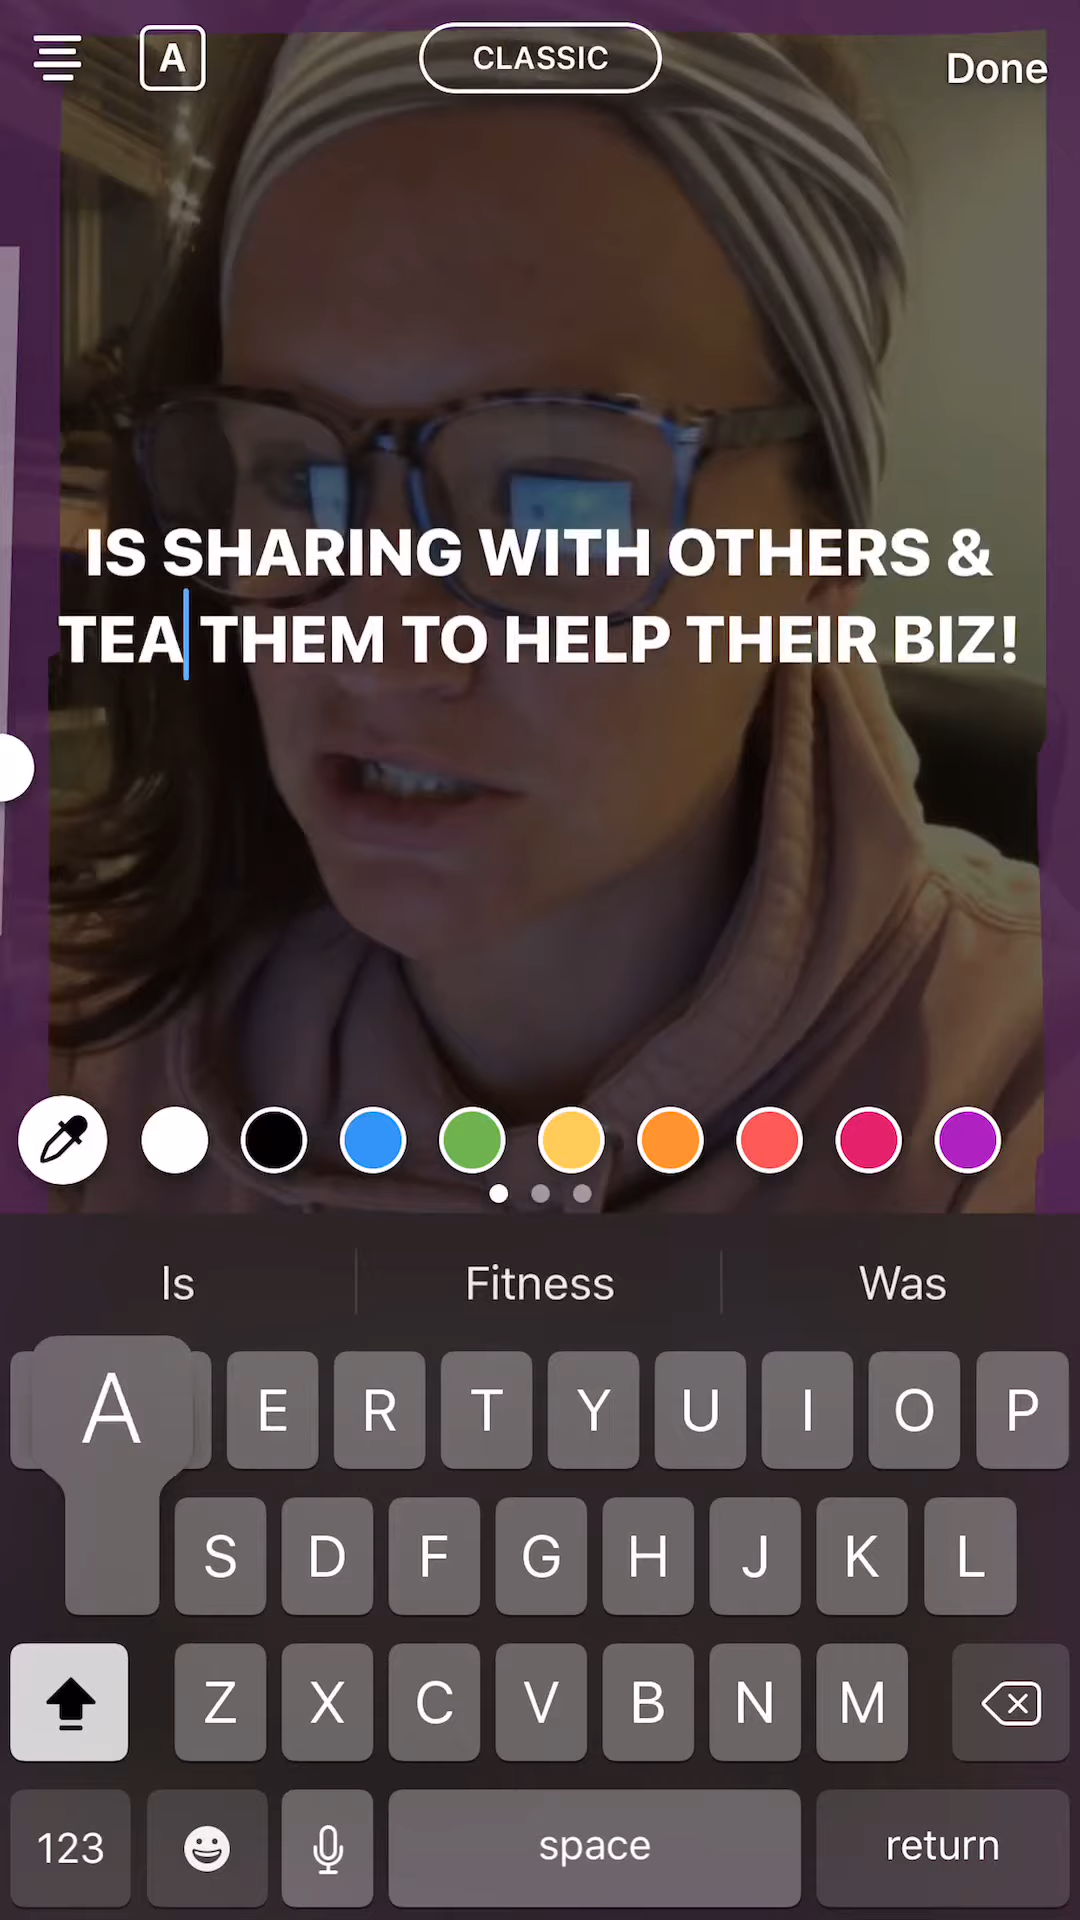 A
CLASSIC
Done
IS SHARING WITH OTHERS &
TEA THEM TO HELP THEIR BIZ!
Is Fitness Was
A
E R T Y U I O P
S D F G H J K L
Z X C V B N M
123 space return